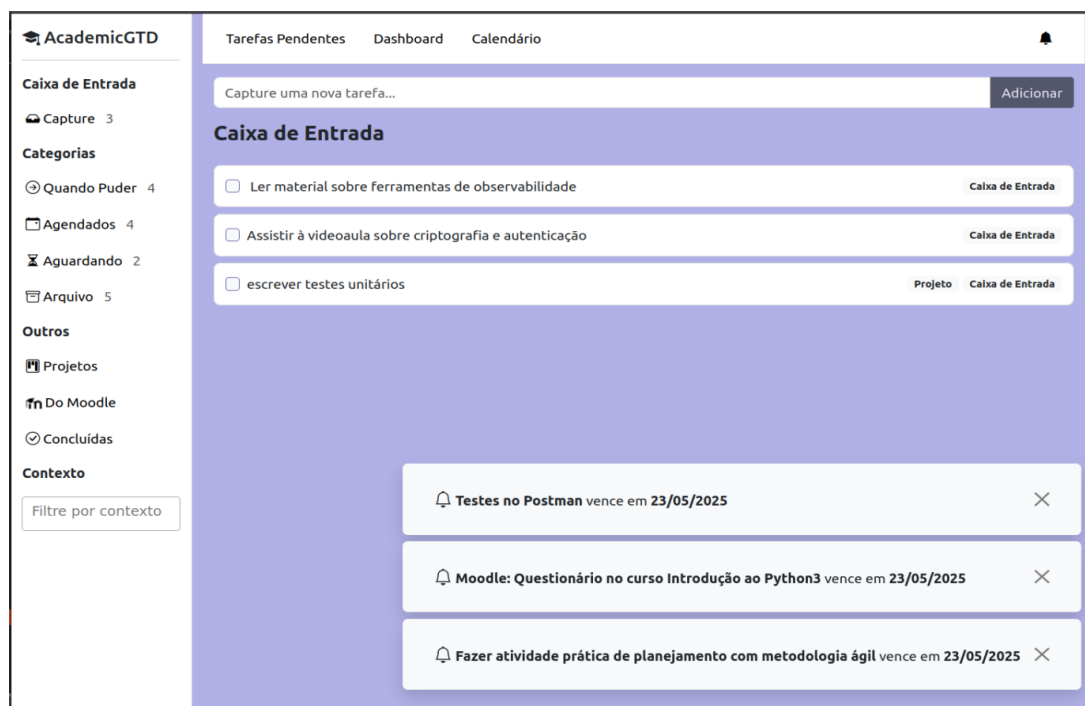 AcademicGTD
Caixa de Entrada
Capture 3
Categorias
Quando Puder 4
Agendados 4
Aguardando 2
Arquivo 5
Outros
Projetos
Do Moodle
Concluídas
Contexto
Filtre por contexto
Tarefas Pendentes Dashboard Calendário
Capture uma nova tarefa... Adicionar
Caixa de Entrada
Ler material sobre ferramentas de observabilidade Caixa de Entrada
Assistir à videoaula sobre criptografia e autenticação Caixa de Entrada
escrever testes unitários Projeto Caixa de Entrada
Testes no Postman vence em 23/05/2025
Moodle: Questionário no curso Introdução ao Python3 vence em 23/05/2025
Fazer atividade prática de planejamento com metodologia ágil vence em 23/05/2025